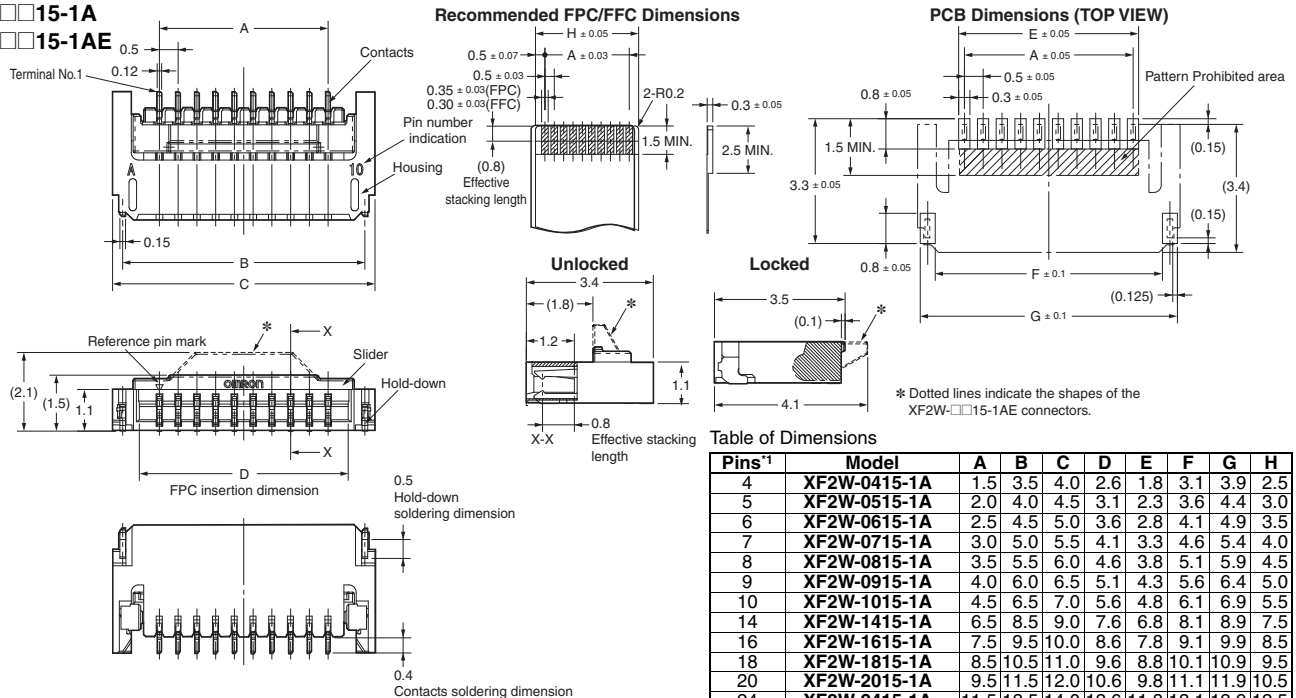 □□15-1A
□□15-1AE
A
0.5
0.12
Terminal No.1
Contacts
Pin number
indication
Housing
A
10
0.15
B
C
Reference pin mark
*
X
Slider
OMRON
Hold-down
(2.1)
(1.5)
1.1
X
D
FPC insertion dimension
0.5
Hold-down
soldering dimension
0.4
Contacts soldering dimension
Recommended FPC/FFC Dimensions
H ± 0.05
0.5 ± 0.07
A ± 0.03
0.5 ± 0.03
0.35 ± 0.03(FPC)
0.30 ± 0.03(FFC)
2-R0.2
0.3 ± 0.05
1.5 MIN.
2.5 MIN.
(0.8)
Effective
stacking length
Unlocked
3.4
(1.8)
*
1.2
1.1
0.8
X-X
Effective stacking
length
Locked
3.5
(0.1)
*
4.1
PCB Dimensions (TOP VIEW)
E ± 0.05
A ± 0.05
0.5 ± 0.05
0.3 ± 0.05
Pattern Prohibited area
0.8 ± 0.05
1.5 MIN.
3.3 ± 0.05
(0.15)
(3.4)
(0.15)
0.8 ± 0.05
F ± 0.1
(0.125)
G ± 0.1
* Dotted lines indicate the shapes of the
XF2W-□□15-1AE connectors.
Table of Dimensions
Pins*1 Model A B C D E F G H
4 XF2W-0415-1A 1.5 3.5 4.0 2.6 1.8 3.1 3.9 2.5
5 XF2W-0515-1A 2.0 4.0 4.5 3.1 2.3 3.6 4.4 3.0
6 XF2W-0615-1A 2.5 4.5 5.0 3.6 2.8 4.1 4.9 3.5
7 XF2W-0715-1A 3.0 5.0 5.5 4.1 3.3 4.6 5.4 4.0
8 XF2W-0815-1A 3.5 5.5 6.0 4.6 3.8 5.1 5.9 4.5
9 XF2W-0915-1A 4.0 6.0 6.5 5.1 4.3 5.6 6.4 5.0
10 XF2W-1015-1A 4.5 6.5 7.0 5.6 4.8 6.1 6.9 5.5
14 XF2W-1415-1A 6.5 8.5 9.0 7.6 6.8 8.1 8.9 7.5
16 XF2W-1615-1A 7.5 9.5 10.0 8.6 7.8 9.1 9.9 8.5
18 XF2W-1815-1A 8.5 10.5 11.0 9.6 8.8 10.1 10.9 9.5
20 XF2W-2015-1A 9.5 11.5 12.0 10.6 9.8 11.1 11.9 10.5